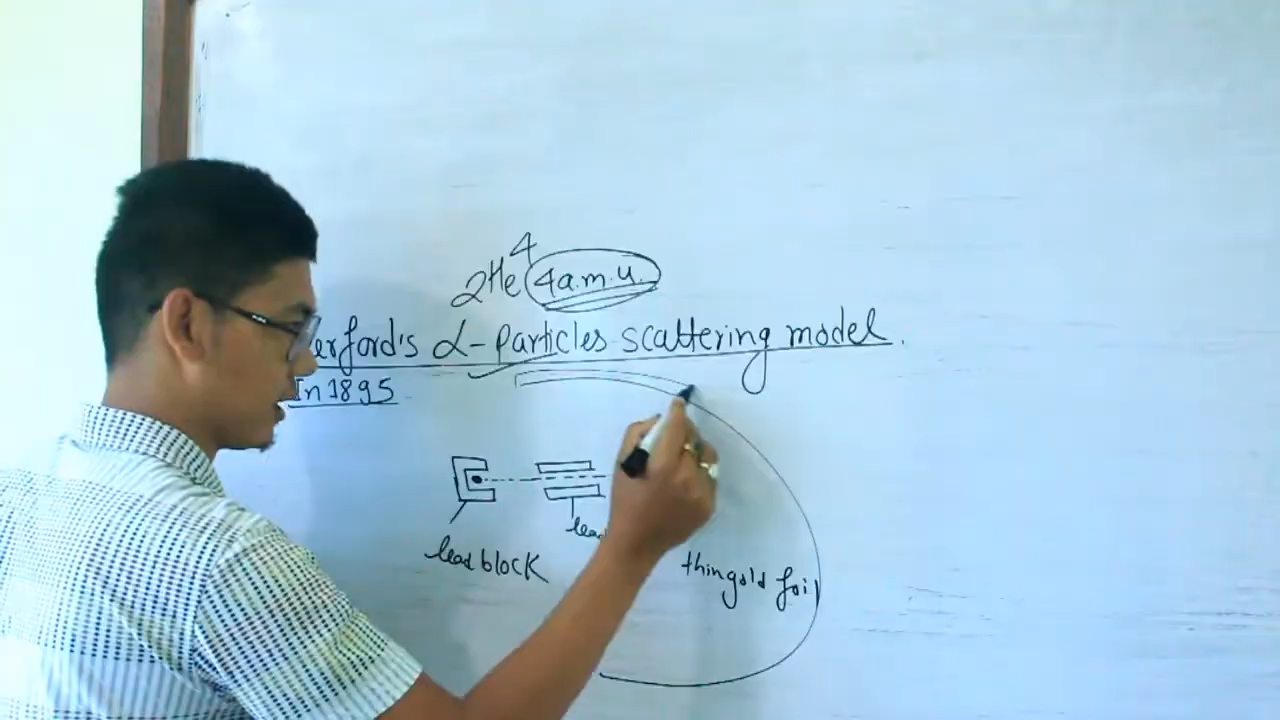 2He4 4a.m.u.
erford's α-particles scattering model.
In 1895
lead block
thin gold foil